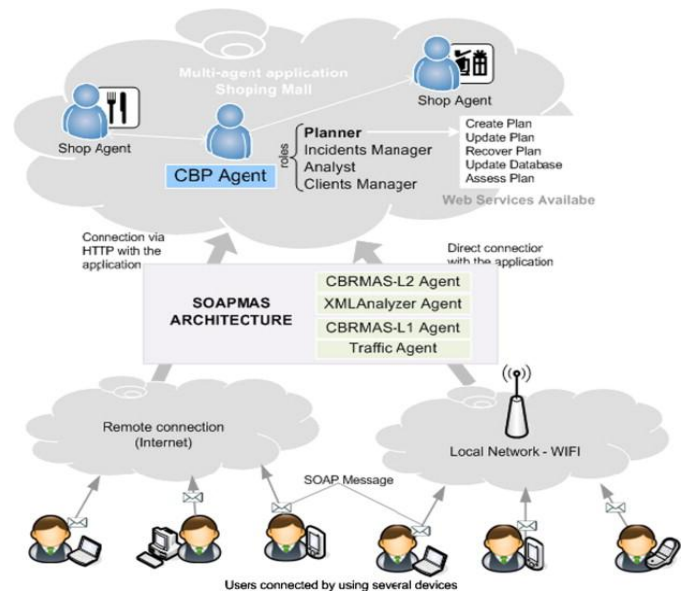 Multi-agent application
Shoping Mall
Shop Agent
Shop Agent
CBP Agent
roles
Planner
Incidents Manager
Analyst
Clients Manager
Create Plan
Update Plan
Recover Plan
Update Database
Assess Plan
Web Services Availabe
Connection via
HTTP with the
application
Direct connection
with the application
SOAPMAS
ARCHITECTURE
CBRMAS-L2 Agent
XMLAnalyzer Agent
CBRMAS-L1 Agent
Traffic Agent
Remote connection
(Internet)
Local Network - WIFI
SOAP Message
Users connected by using several devices